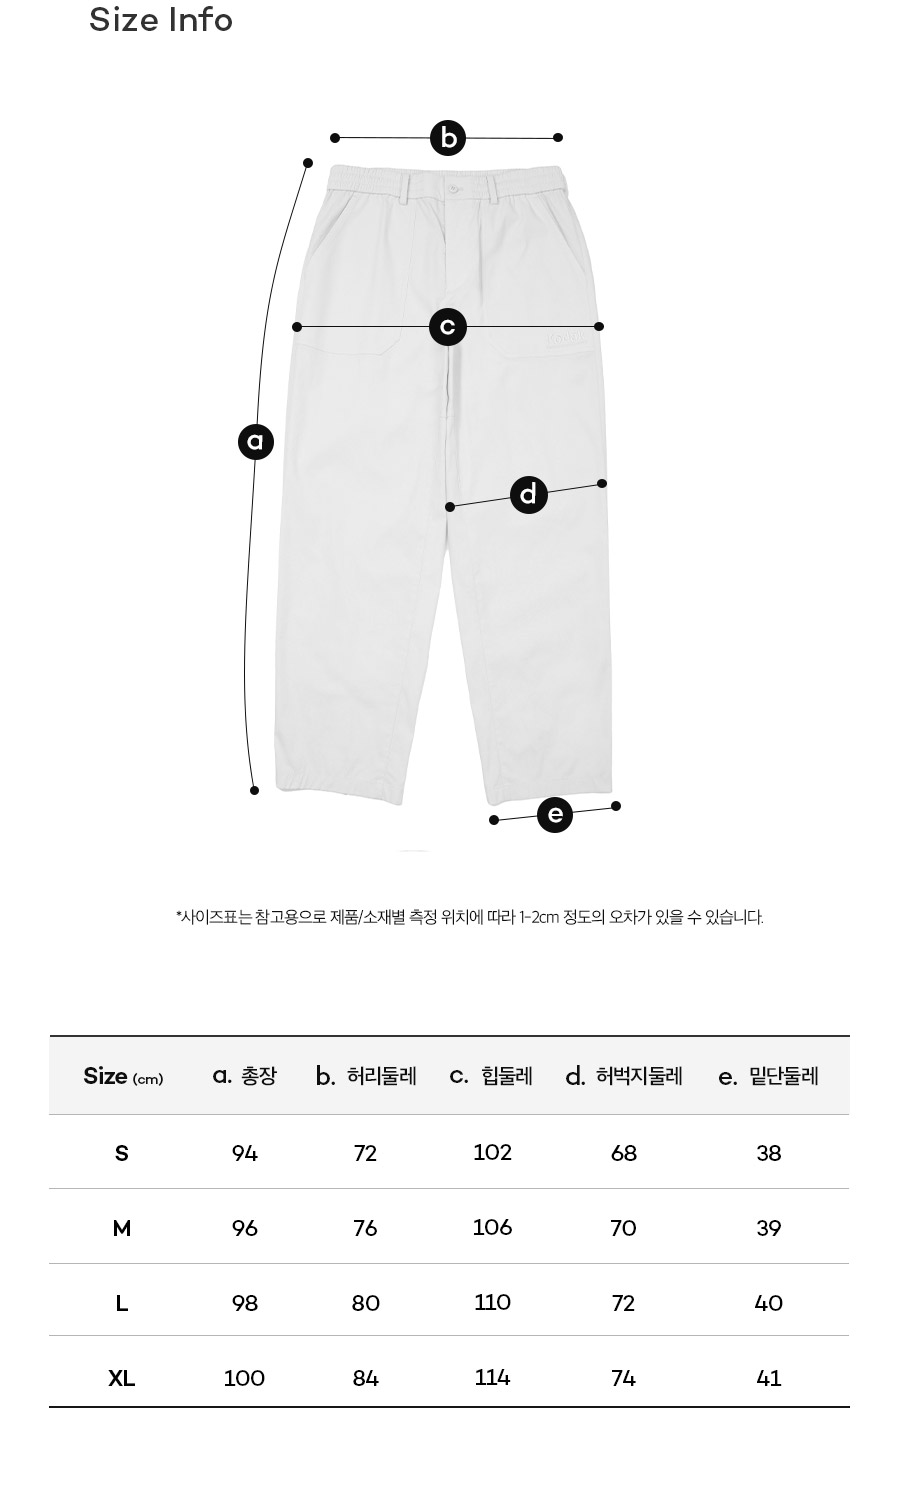 Size Info
b
c
a
d
e
*사이즈표는 참고용으로 제품/소재별 측정 위치에 따라 1-2cm 정도의 오차가 있을 수 있습니다.
Size (cm) a. 총장 b. 허리둘레 c. 힙둘레 d. 허벅지둘레 e. 밑단둘레
S 94 72 102 68 38
M 96 76 106 70 39
L 98 80 110 72 40
XL 100 84 114 74 41